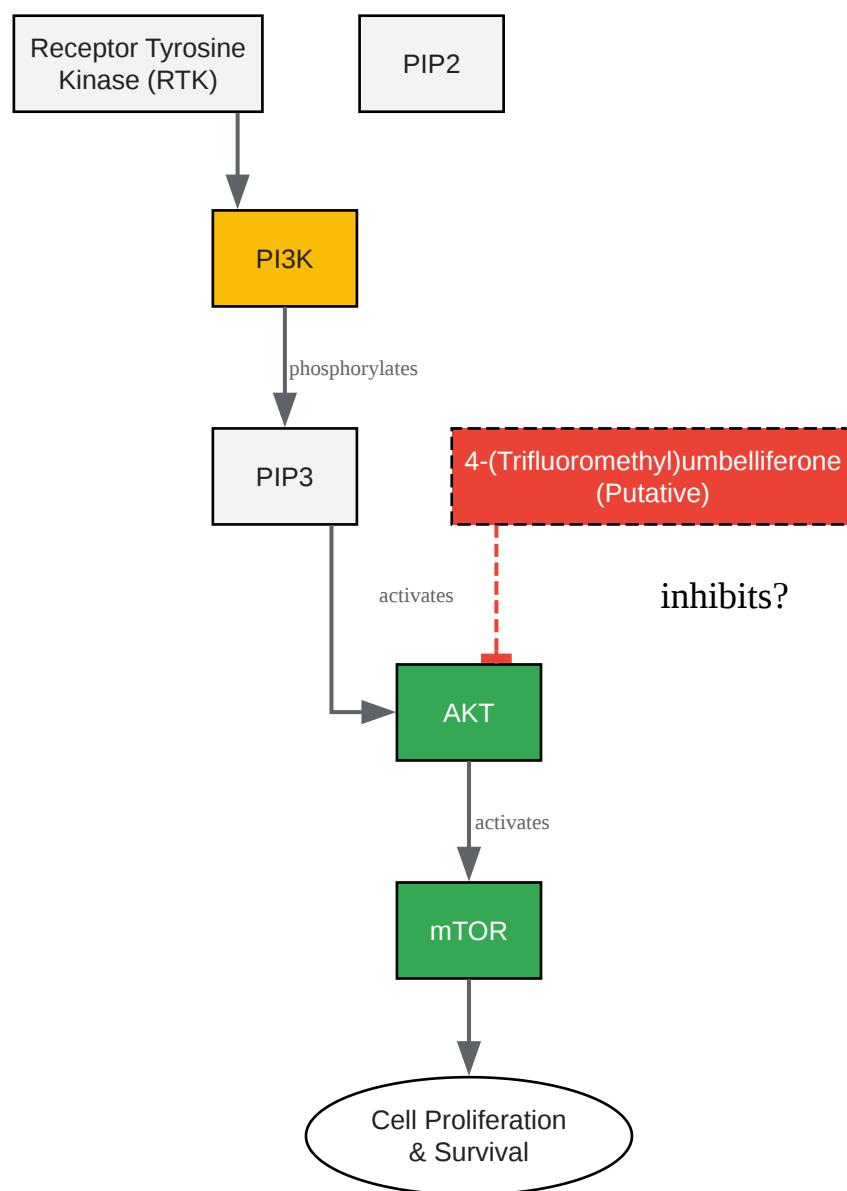 Receptor Tyrosine
Kinase (RTK)
PIP2
PI3K
phosphorylates
PIP3
4-(Trifluoromethyl)umbelliferone
(Putative)
activates
inhibits?
AKT
activates
mTOR
Cell Proliferation
& Survival